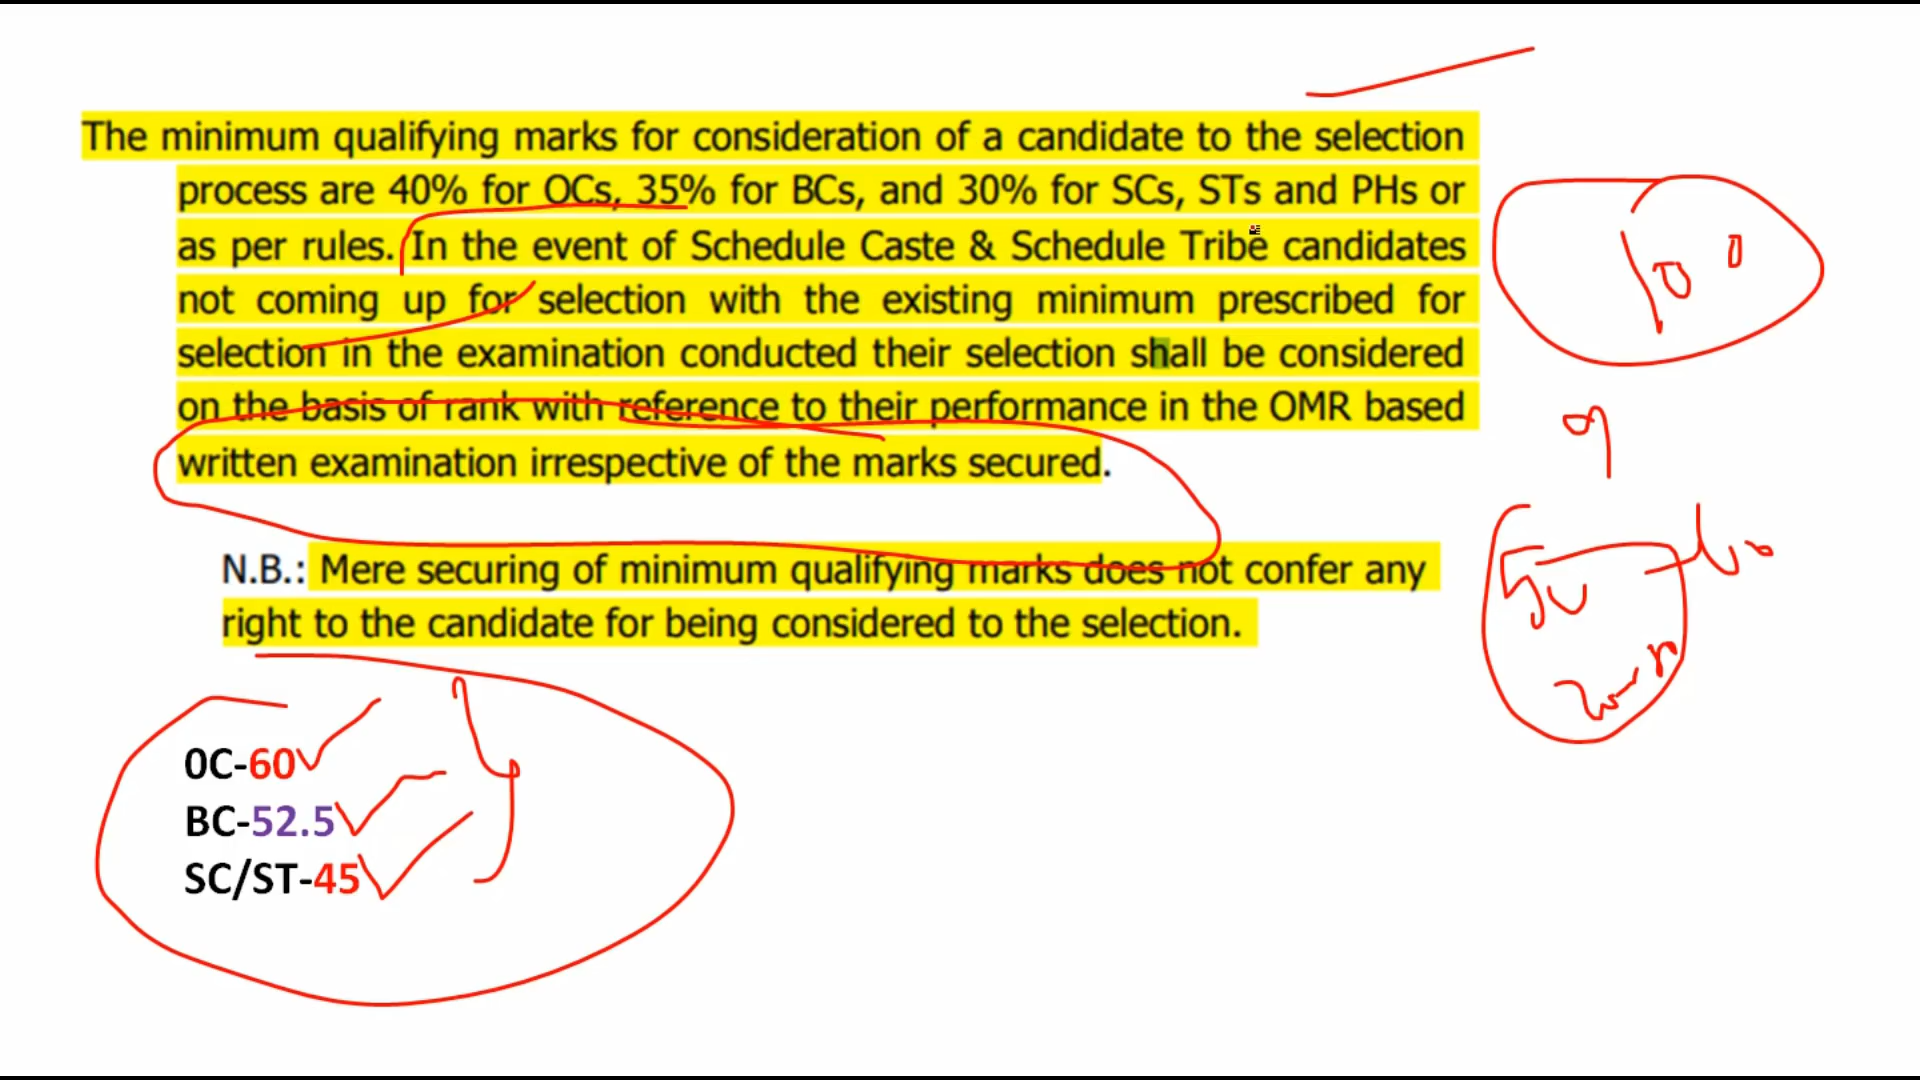 The minimum qualifying marks for consideration of a candidate to the selection
process are 40% for OCs, 35% for BCs, and 30% for SCs, STs and PHs or
as per rules. In the event of Schedule Caste & Schedule Tribe candidates
not coming up for selection with the existing minimum prescribed for
selection in the examination conducted their selection shall be considered
on the basis of rank with reference to their performance in the OMR based
written examination irrespective of the marks secured.
N.B.: Mere securing of minimum qualifying marks does not confer any
right to the candidate for being considered to the selection.
0C-60
BC-52.5
SC/ST-45
100
50